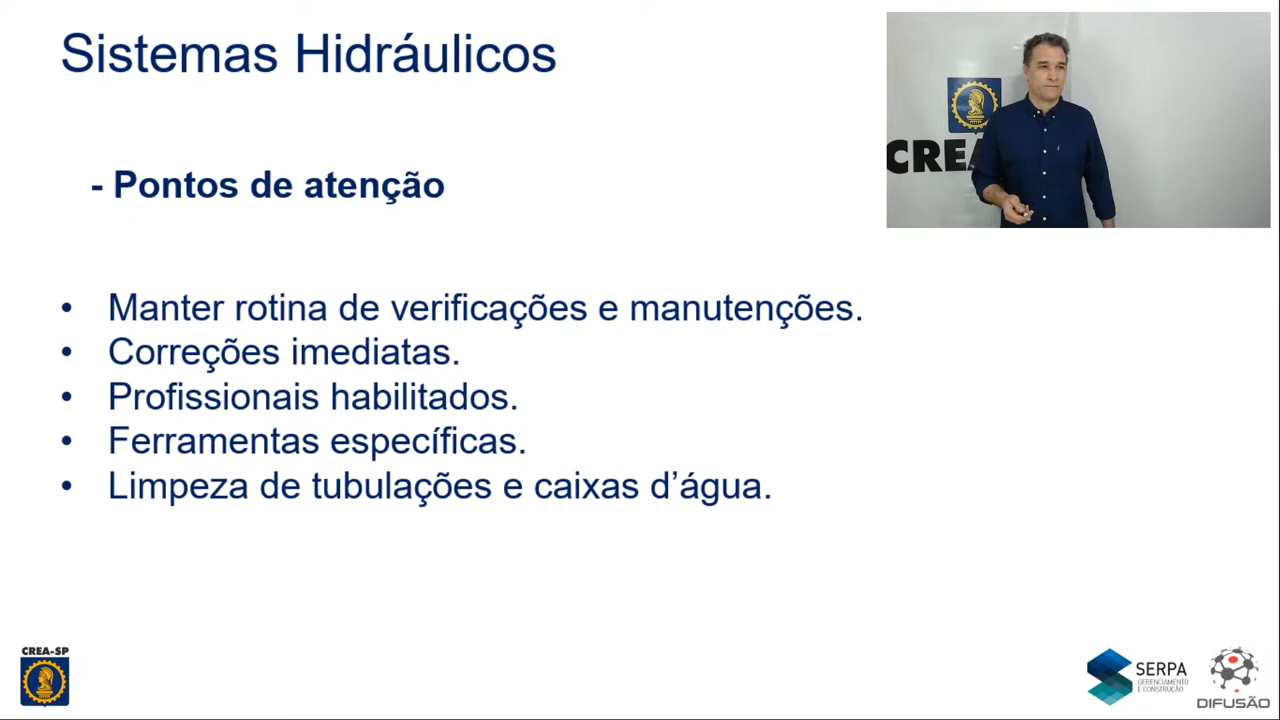 Sistemas Hidráulicos
- Pontos de atenção
• Manter rotina de verificações e manutenções.
• Correções imediatas.
• Profissionais habilitados.
• Ferramentas específicas.
• Limpeza de tubulações e caixas d’água.
CREA
CREA-SP
SERPA
GERENCIAMENTO
E CONSTRUÇÃO
DIFUSÃO